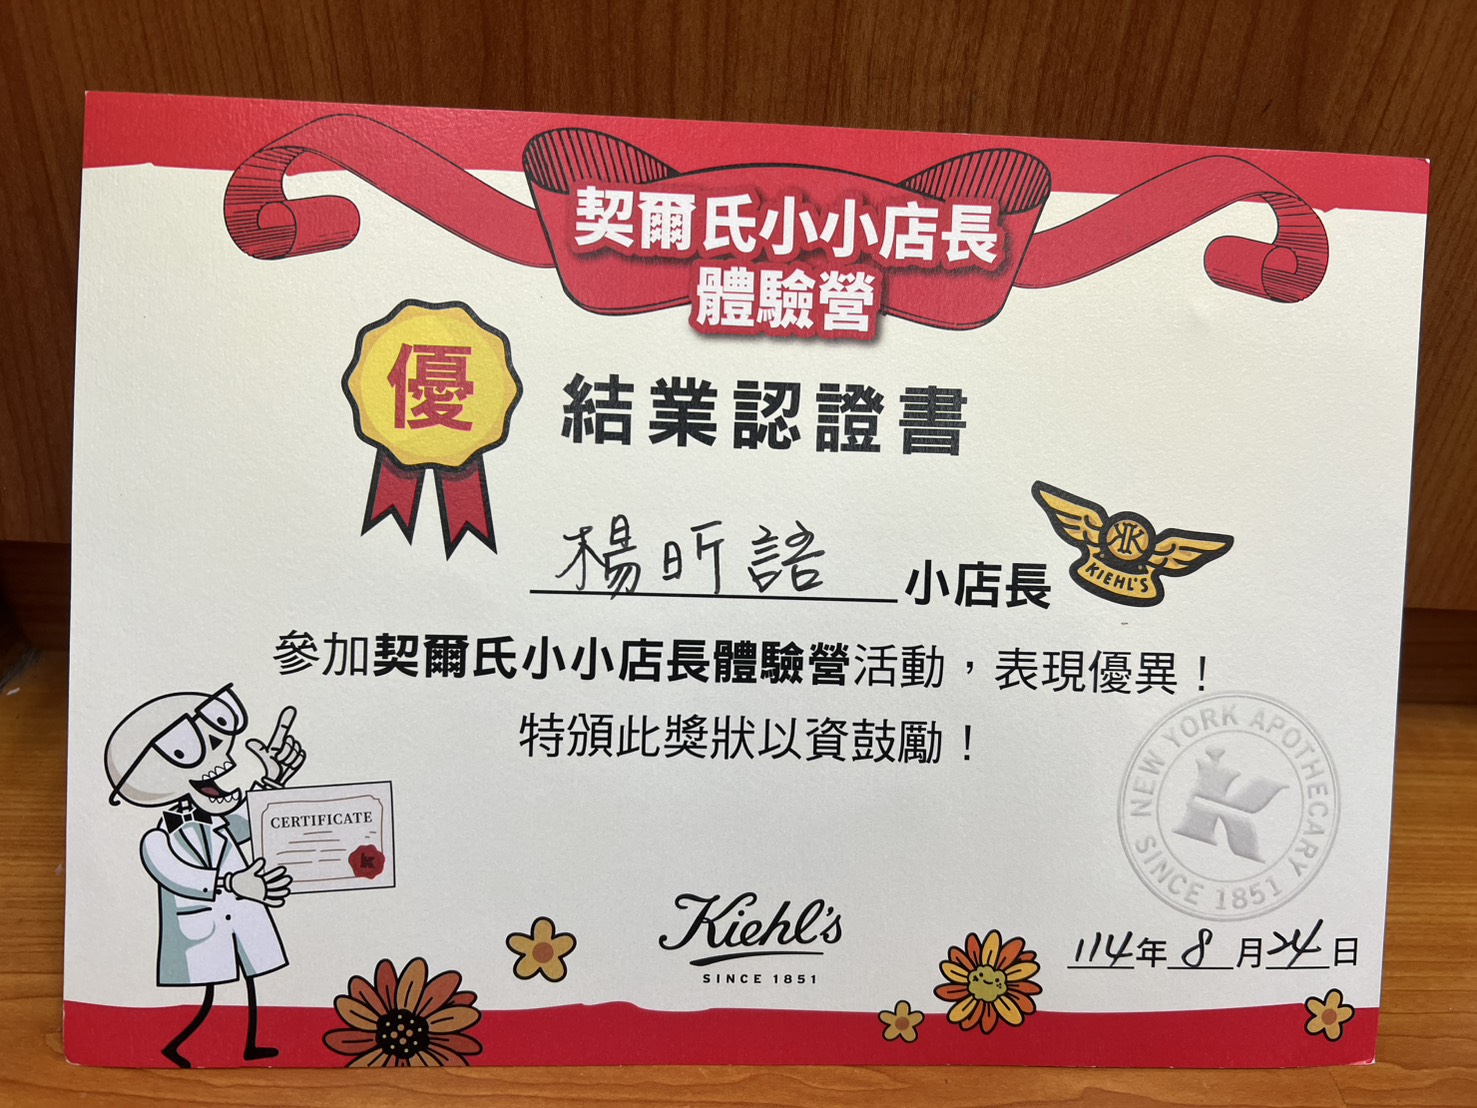 契爾氏小小店長
體驗營
優
結業認證書
楊昕語 小店長
KIEHL'S
參加契爾氏小小店長體驗營活動，表現優異！
特頒此獎狀以資鼓勵！
CERTIFICATE
NEW YORK APOTHECARY
SINCE 1851
Kiehl's
SINCE 1851
114年8月24日